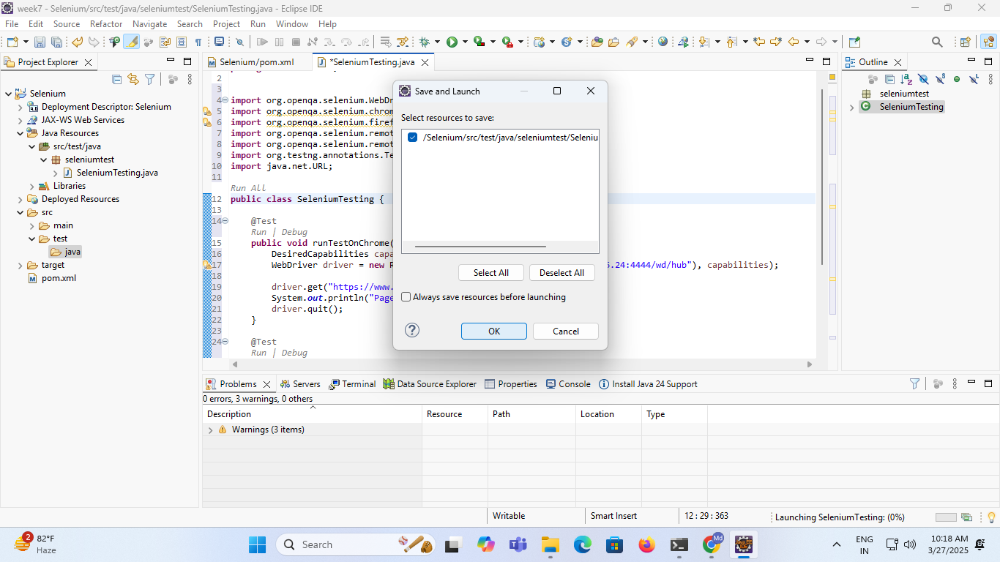 week7 - Selenium/src/test/java/seleniumtest/SeleniumTesting.java - Eclipse IDE
File Edit Source Refactor Navigate Search Project Run Window Help
Project Explorer
Selenium
Deployment Descriptor: Selenium
JAX-WS Web Services
Java Resources
src/test/java
seleniumtest
SeleniumTesting.java
Libraries
Deployed Resources
src
main
test
java
target
pom.xml
Selenium/pom.xml
*SeleniumTesting.java
2
3
4 import org.openqa.selenium.WebDr
5 import org.openqa.selenium.chrom
6 import org.openqa.selenium.firef
7 import org.openqa.selenium.remot
8 import org.openqa.selenium.remot
9 import org.testng.annotations.Te
10 import java.net.URL;
11
Run All
12 public class SeleniumTesting {
13
14 @Test
Run | Debug
15 public void runTestOnChrome(
16 DesiredCapabilities capa
17 WebDriver driver = new R .24:4444/wd/hub"), capabilities);
18
19 driver.get("https://www.
20 System.out.println("Page
21 driver.quit();
22 }
23
24 @Test
Run | Debug
Save and Launch
Select resources to save:
/Selenium/src/test/java/seleniumtest/Seleniu
Select All
Deselect All
Always save resources before launching
OK
Cancel
Outline
seleniumtest
SeleniumTesting
Problems
Servers
Terminal
Data Source Explorer
Properties
Console
Install Java 24 Support
0 errors, 3 warnings, 0 others
Description Resource Path Location Type
Warnings (3 items)
Writable
Smart Insert
12 : 29 : 363
Launching SeleniumTesting: (0%)
2
82°F
Haze
Search
Md
ENG
IN
10:18 AM
3/27/2025